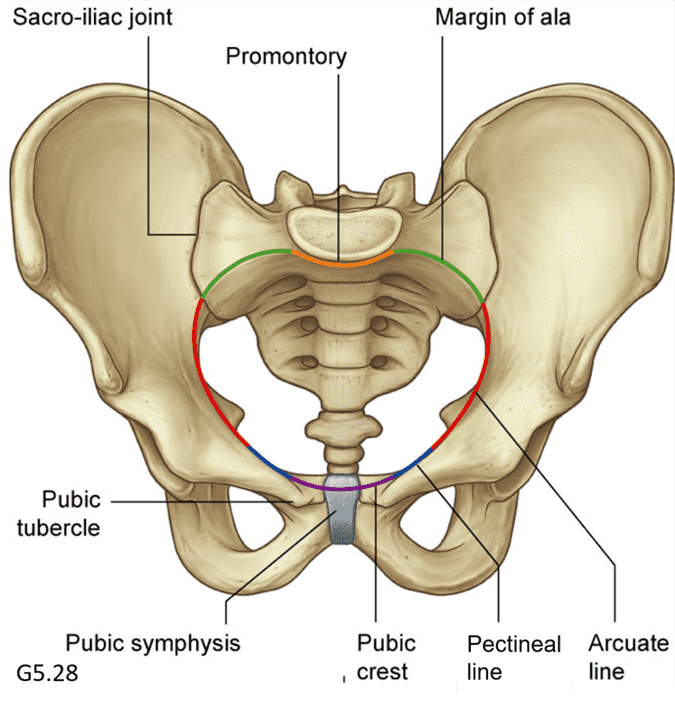 Sacro-iliac joint
Margin of ala
Promontory
Pubic
tubercle
Pubic symphysis
Pubic
crest
Pectineal
line
Arcuate
line
G5.28